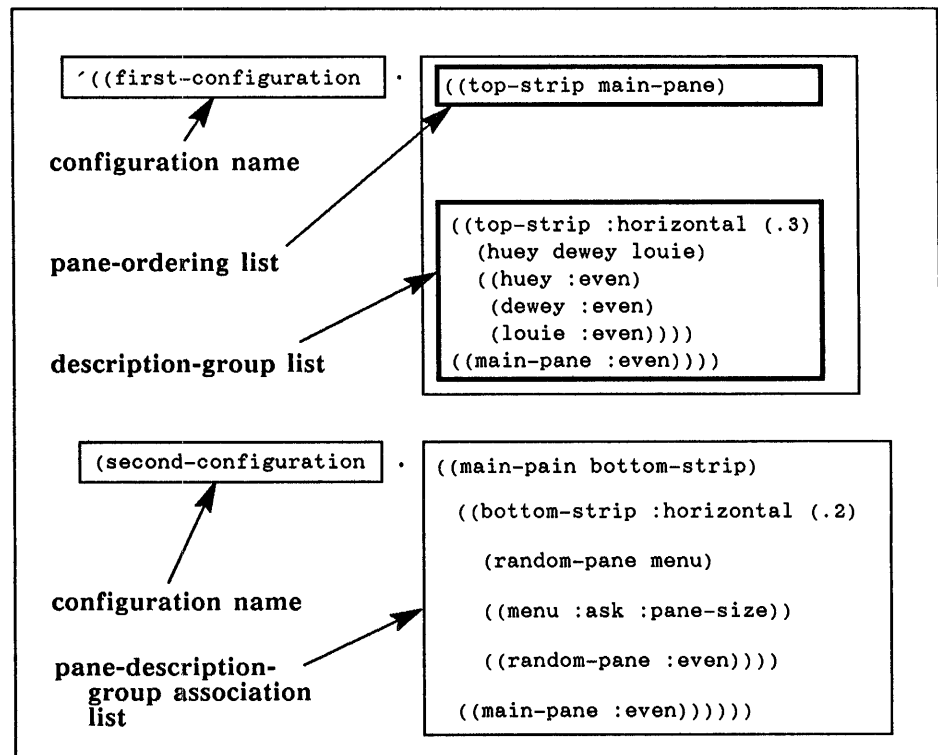 ´((first-configuration . ((top-strip main-pane)
configuration name
((top-strip :horizontal (.3)
pane-ordering list
(huey dewey louie)
((huey :even)
(dewey :even)
(louie :even))))
description-group list
((main-pane :even))))
(second-configuration . ((main-pain bottom-strip)
((bottom-strip :horizontal (.2)
(random-pane menu)
configuration name
((menu :ask :pane-size))
pane-description-
group association
list
((random-pane :even))))
((main-pane :even))))))